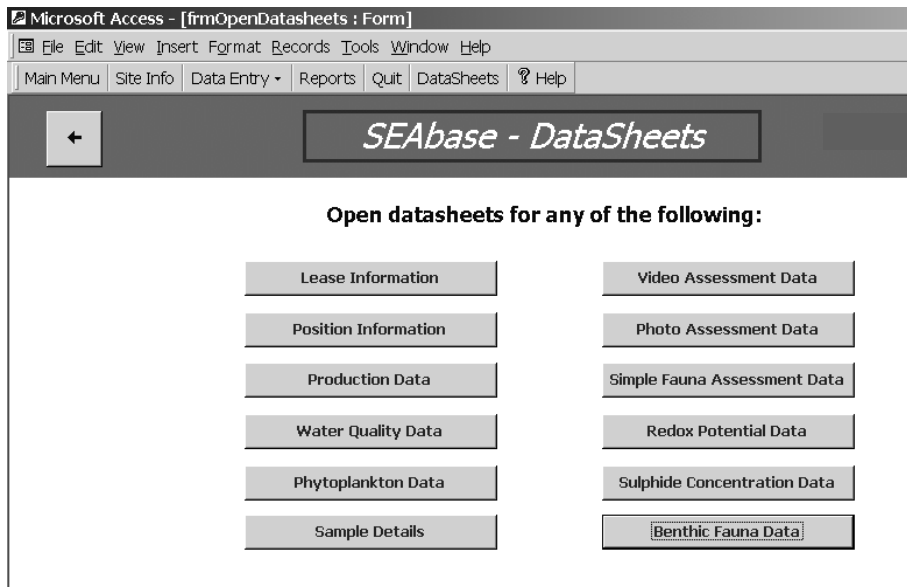 Microsoft Access - [frmOpenDatasheets : Form]
File Edit View Insert Format Records Tools Window Help
Main Menu Site Info Data Entry Reports Quit DataSheets ? Help
SEAbase - DataSheets
Open datasheets for any of the following:
Lease Information
Video Assessment Data
Position Information
Photo Assessment Data
Production Data
Simple Fauna Assessment Data
Water Quality Data
Redox Potential Data
Phytoplankton Data
Sulphide Concentration Data
Sample Details
Benthic Fauna Data